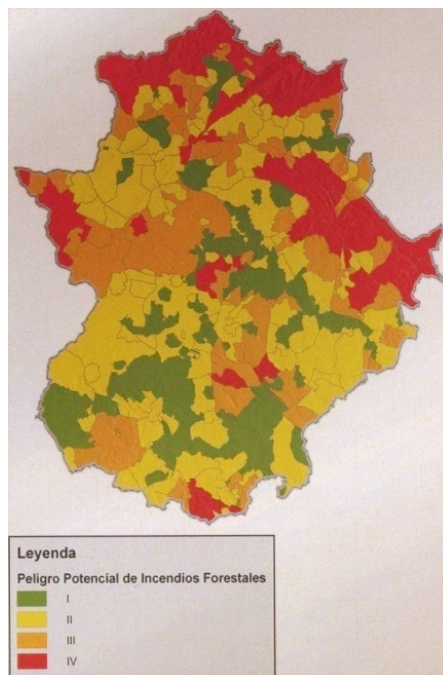 Leyenda
Peligro Potencial de Incendios Forestales
I
II
III
IV